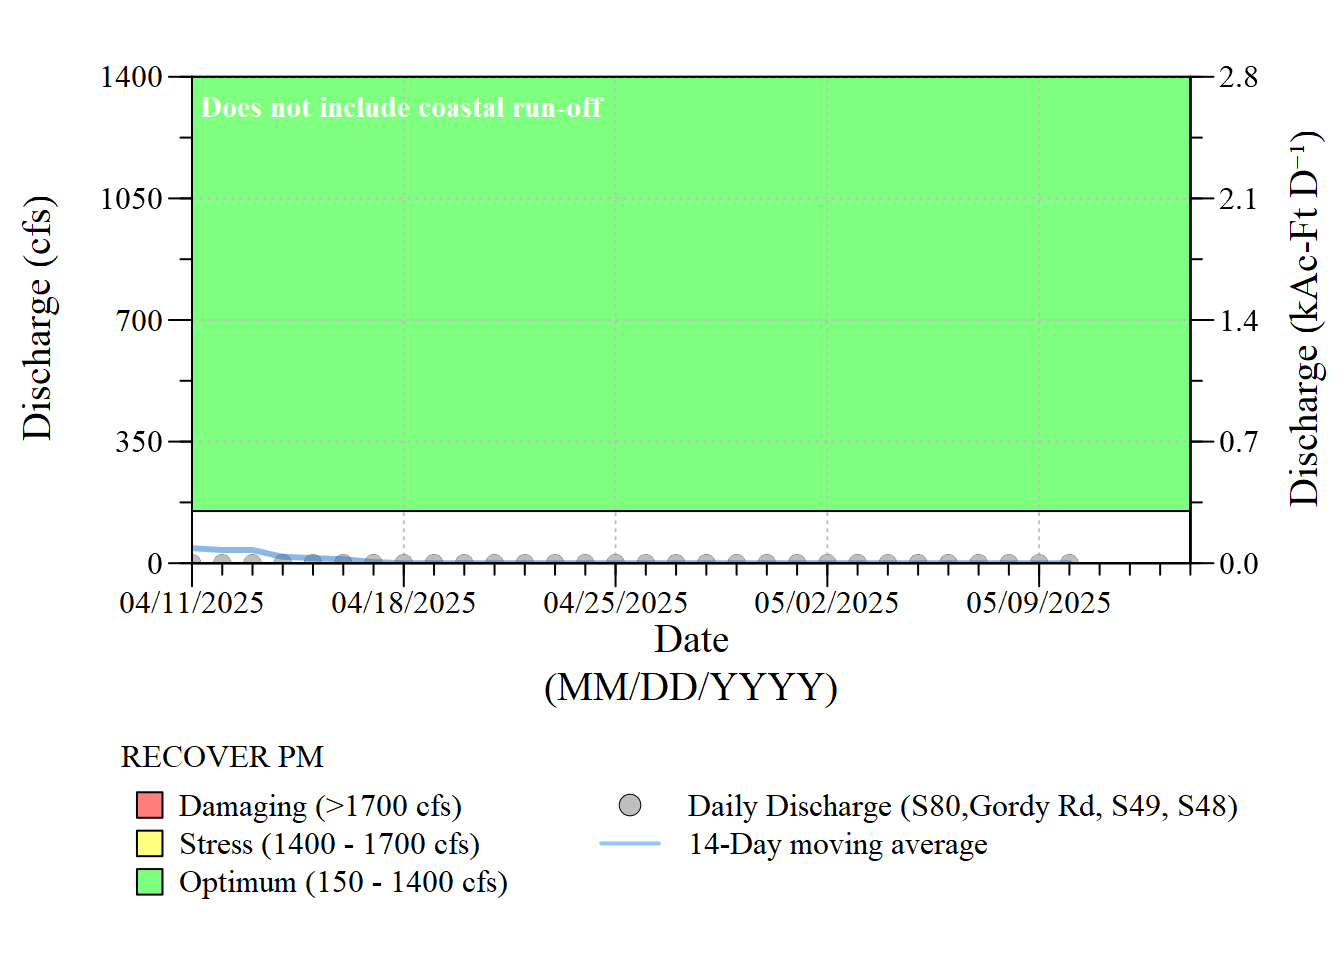 Does not include coastal run-off
1400
1050
700
350
0
Discharge (cfs)
2.8
2.1
1.4
0.7
0.0
Discharge (kAc-Ft D⁻¹)
04/11/2025 04/18/2025 04/25/2025 05/02/2025 05/09/2025
Date
(MM/DD/YYYY)
RECOVER PM
Damaging (>1700 cfs)
Stress (1400 - 1700 cfs)
Optimum (150 - 1400 cfs)
Daily Discharge (S80,Gordy Rd, S49, S48)
14-Day moving average